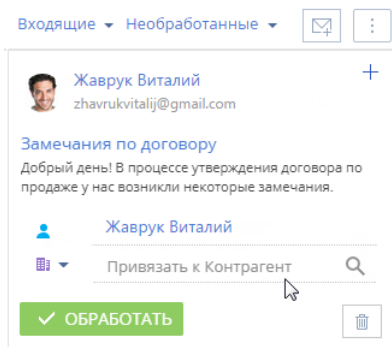 Входящие Необработанные
Жаврук Виталий
zhavrukvitalij@gmail.com
Замечания по договору
Добрый день! В процессе утверждения договора по
продаже у нас возникли некоторые замечания.
Жаврук Виталий
Привязать к Контрагент
ОБРАБОТАТЬ